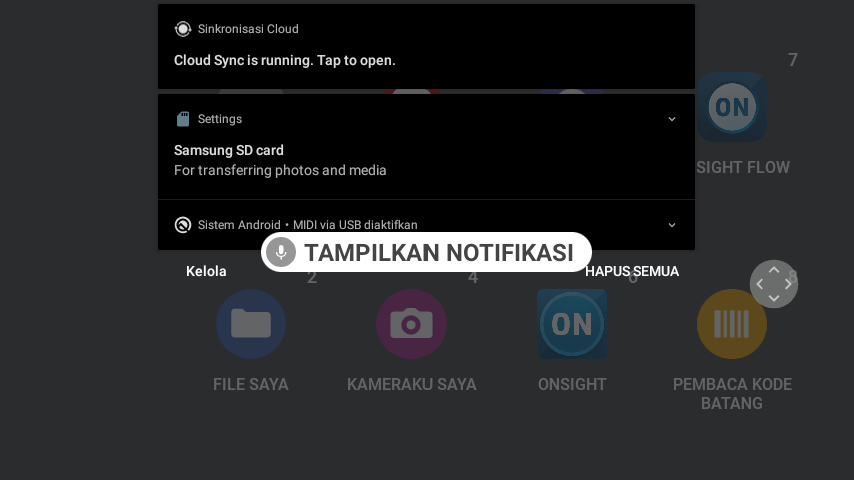 Sinkronisasi Cloud
Cloud Sync is running. Tap to open.
7
ON
SIGHT FLOW
Settings
Samsung SD card
For transferring photos and media
Sistem Android • MIDI via USB diaktifkan
TAMPILKAN NOTIFIKASI
Kelola
HAPUS SEMUA
2
4
6
8
ON
FILE SAYA
KAMERAKU SAYA
ONSIGHT
PEMBACA KODE
BATANG